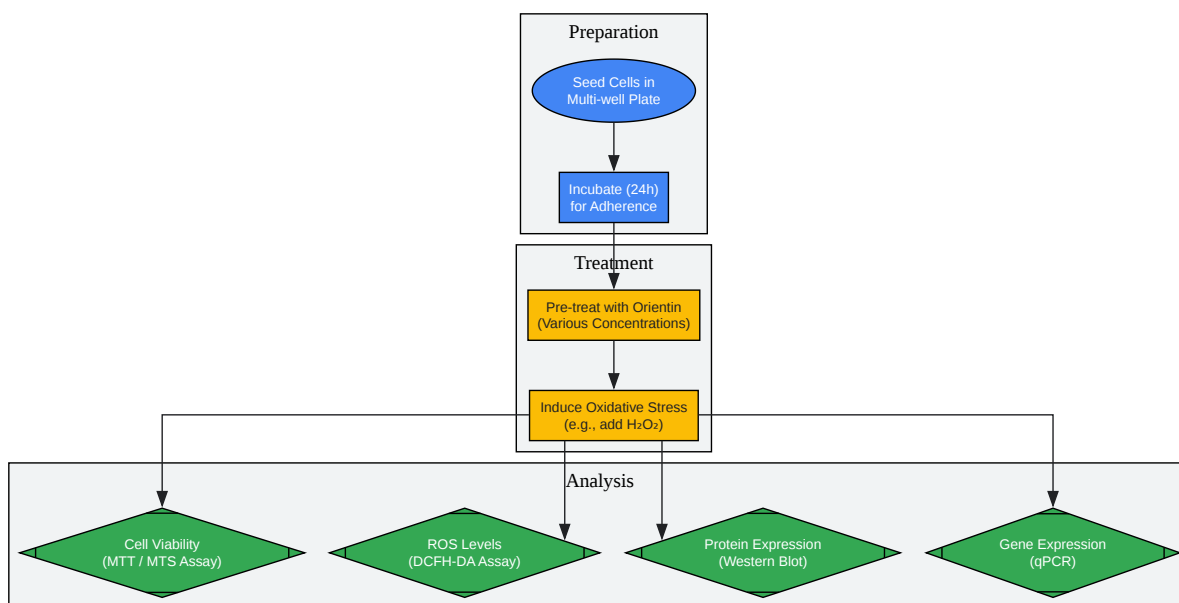 Preparation
Seed Cells in
Multi-well Plate
Incubate (24h)
for Adherence
Treatment
Pre-treat with Orientin
(Various Concentrations)
Induce Oxidative Stress
(e.g., add H₂O₂)
Analysis
Cell Viability
(MTT / MTS Assay)
ROS Levels
(DCFH-DA Assay)
Protein Expression
(Western Blot)
Gene Expression
(qPCR)